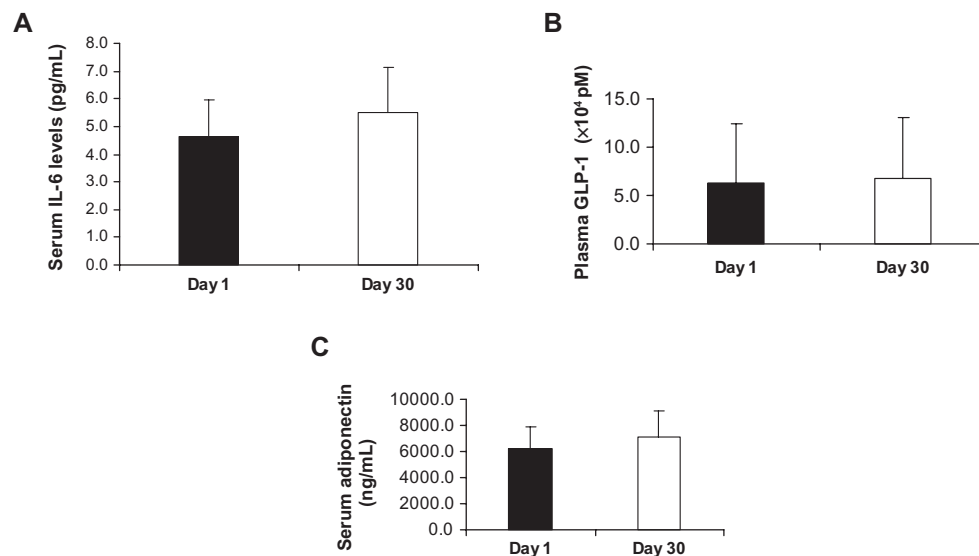 A
Serum IL-6 levels (pg/mL)
8.0
7.0
6.0
5.0
4.0
3.0
2.0
1.0
0.0
Day 1
Day 30
B
Plasma GLP-1 (×10⁴ pM)
15.0
10.0
5.0
0.0
Day 1
Day 30
C
Serum adiponectin
(ng/mL)
10000.0
8000.0
6000.0
4000.0
2000.0
0.0
Day 1
Day 30